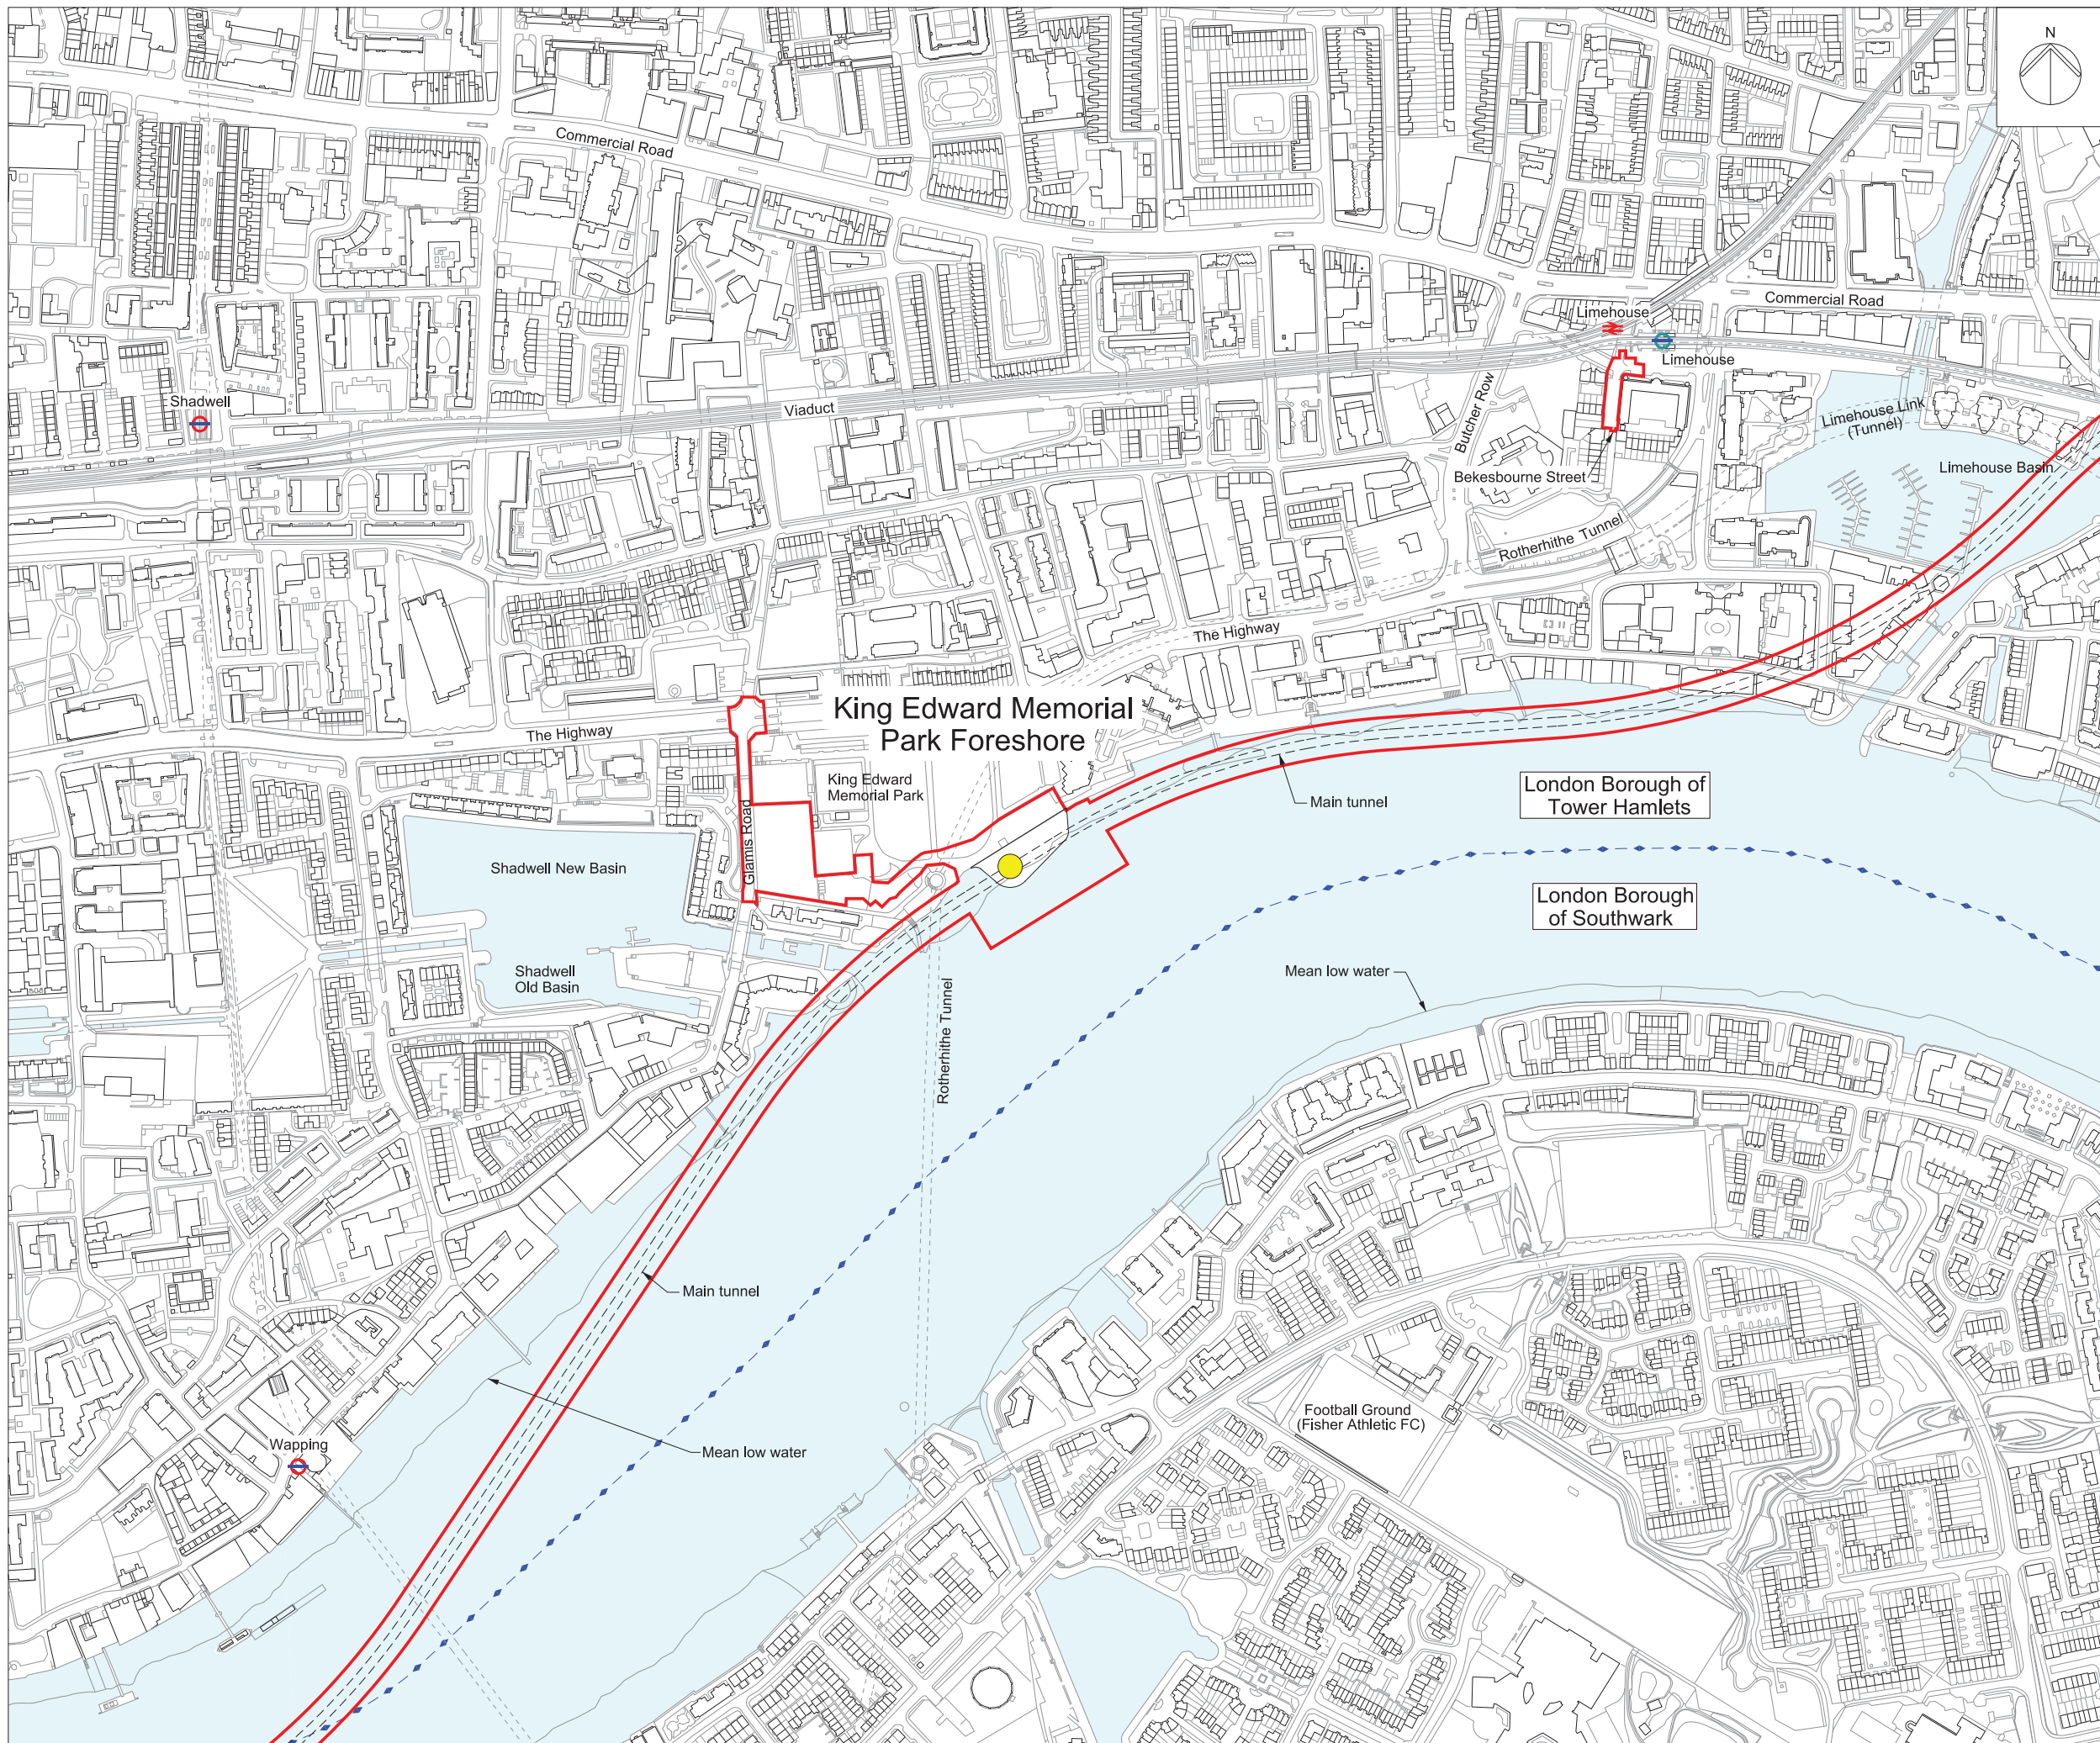 N
Commercial Road
Commercial Road
Limehouse
Limehouse
Shadwell
Viaduct
Butcher Row
Limehouse Link
(Tunnel)
Limehouse Basin
Bekesbourne Street
Rotherhithe Tunnel
The Highway
King Edward Memorial
Park Foreshore
The Highway
King Edward
Memorial Park
Main tunnel
London Borough of
Tower Hamlets
Glamis Road
Shadwell New Basin
London Borough
of Southwark
Shadwell
Old Basin
Mean low water
Rotherhithe Tunnel
Main tunnel
Football Ground
(Fisher Athletic FC)
Wapping
Mean low water